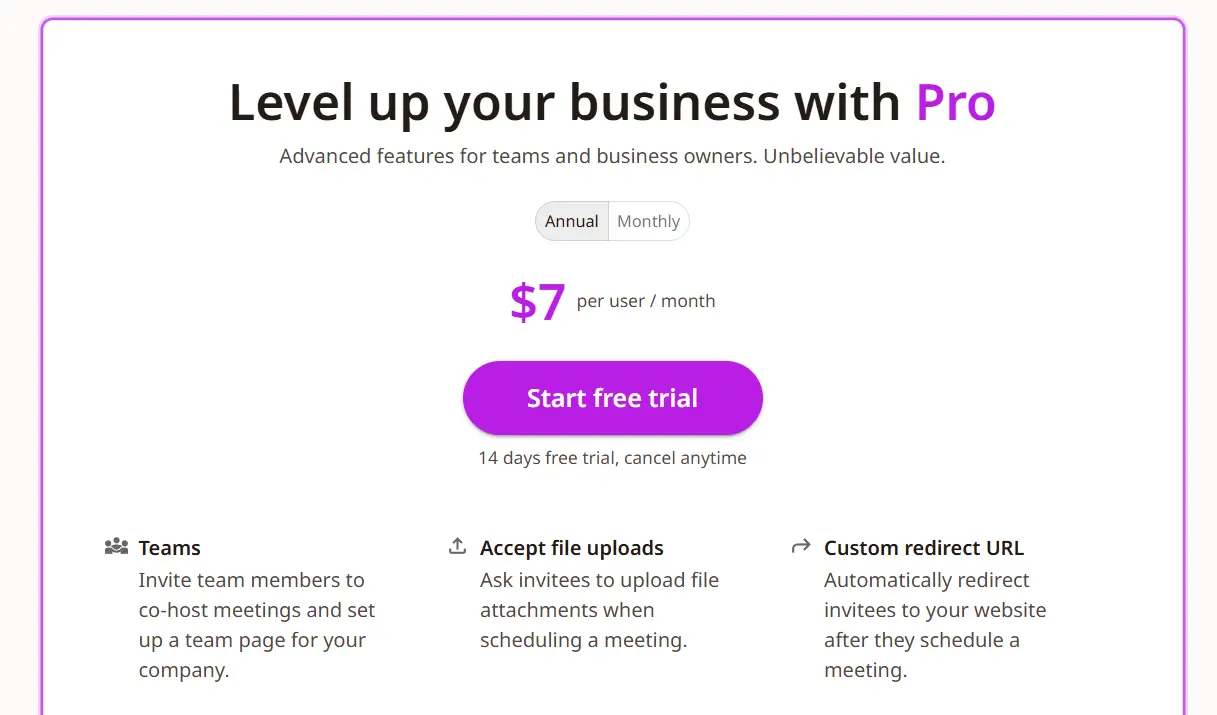 Level up your business with Pro
Advanced features for teams and business owners. Unbelievable value.
Annual Monthly
$7 per user / month
Start free trial
14 days free trial, cancel anytime
Teams
Invite team members to
co-host meetings and set
up a team page for your
company.
Accept file uploads
Ask invitees to upload file
attachments when
scheduling a meeting.
Custom redirect URL
Automatically redirect
invitees to your website
after they schedule a
meeting.